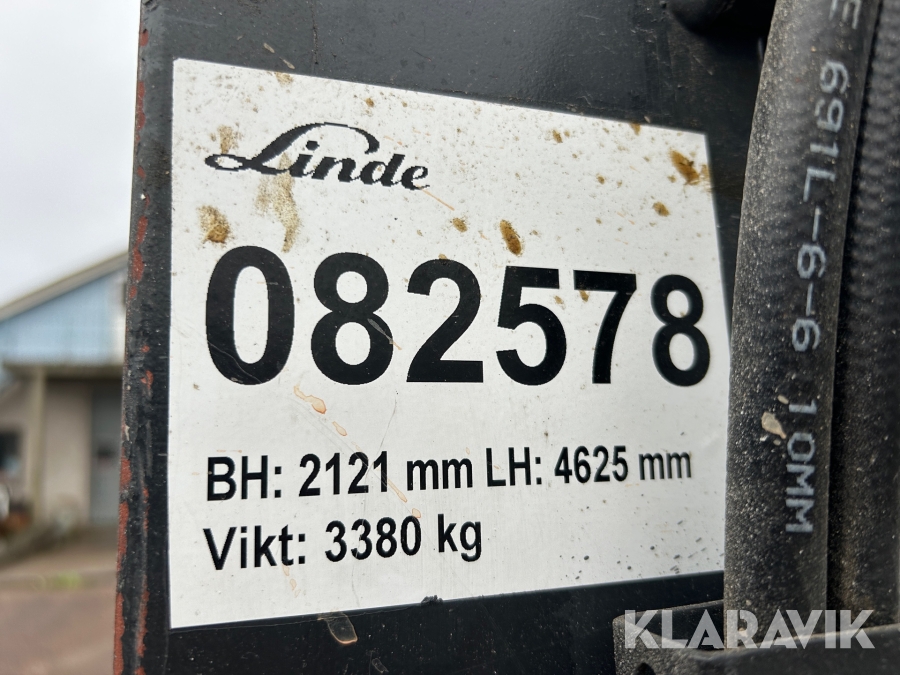 Linde
082578
BH: 2121 mm LH: 4625 mm
Vikt: 3380 kg
E 691L-6-6 10MM
KLARAVIK